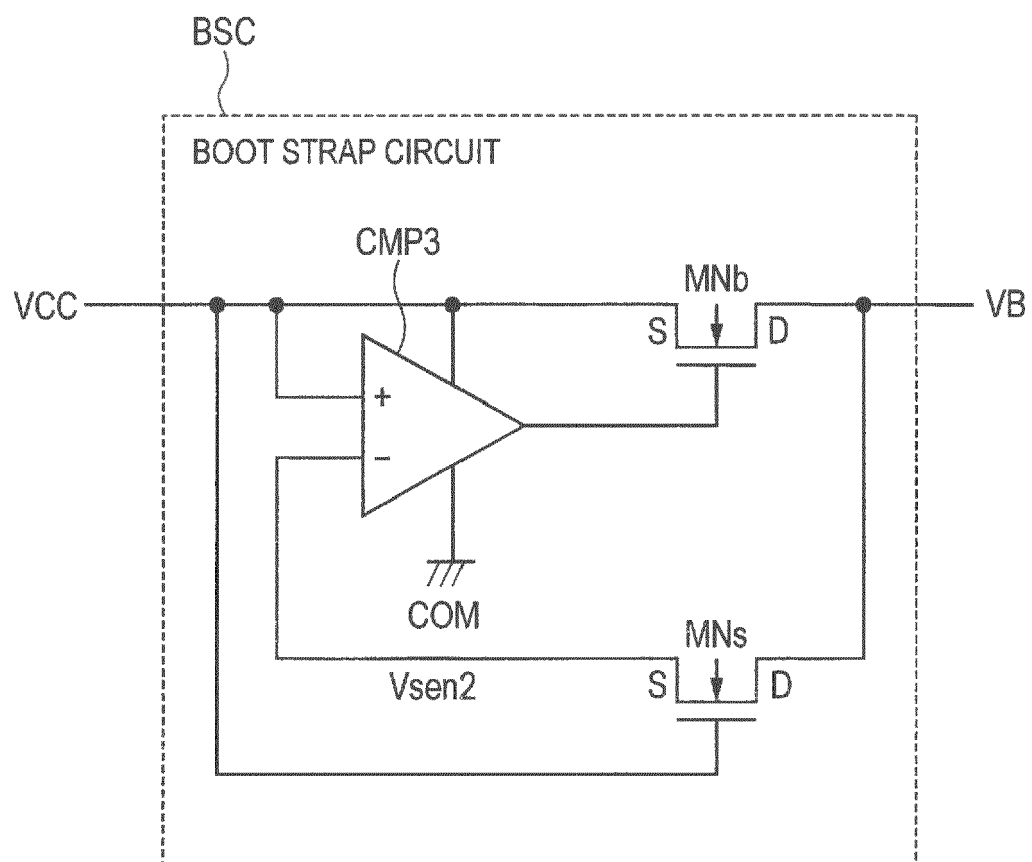 BSC
BOOT STRAP CIRCUIT
CMP3
MNb
VCC
VB
S
D
+
−
COM
MNs
Vsen2
S
D